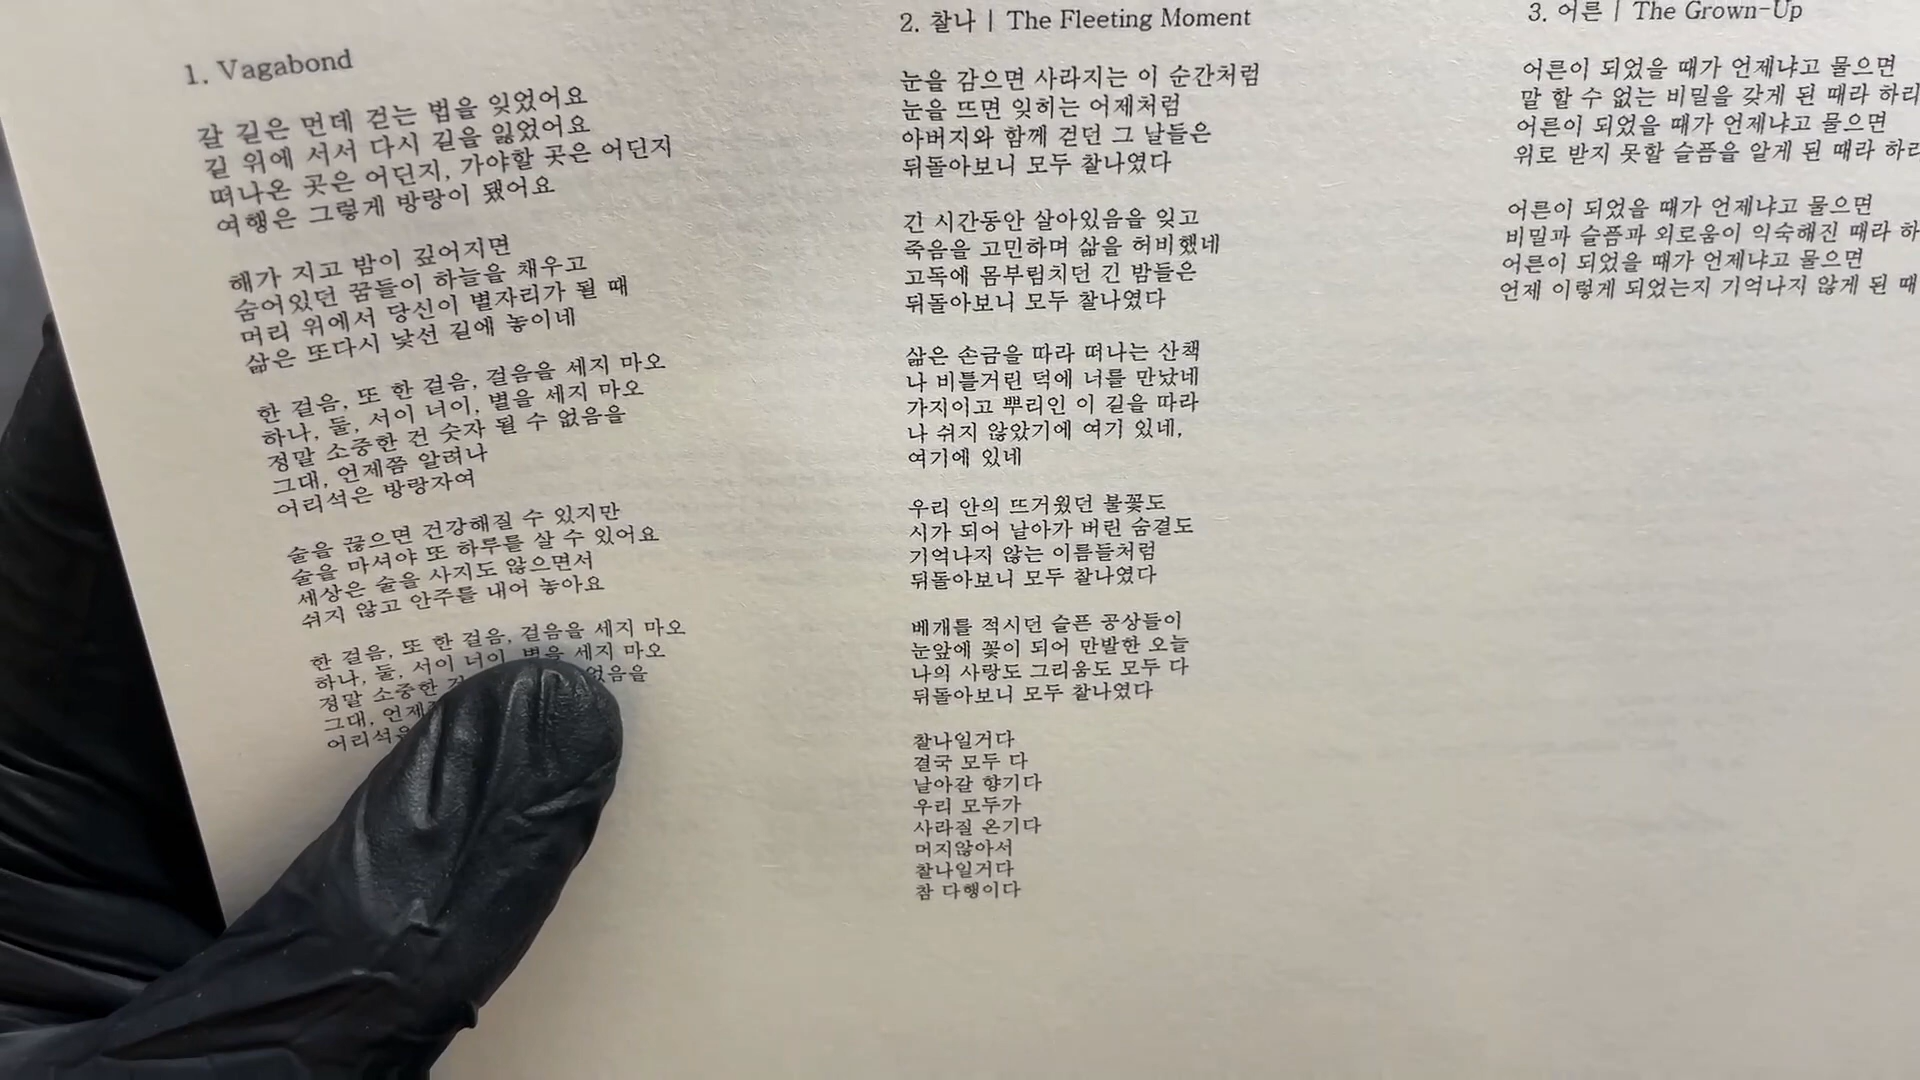 1. Vagabond
갈 길은 먼데 걷는 법을 잊었어요
길 위에 서서 다시 길을 잃었어요
떠나온 곳은 어딘지, 가야할 곳은 어딘지
여행은 그렇게 방랑이 됐어요
해가 지고 밤이 깊어지면
숨어있던 꿈들이 하늘을 채우고
머리 위에서 당신이 별자리가 될 때
삶은 또다시 낯선 길에 놓이네
한 걸음, 또 한 걸음, 걸음을 세지 마오
하나, 둘, 서이 너이, 별을 세지 마오
정말 소중한 건 숫자 될 수 없음을
그대, 언제쯤 알려나
어리석은 방랑자여
술을 끊으면 건강해질 수 있지만
술을 마셔야 또 하루를 살 수 있어요
세상은 술을 사지도 않으면서
쉬지 않고 안주를 내어 놓아요
한 걸음, 또 한 걸음, 걸음을 세지 마오
하나, 둘, 서이 너이, 별을 세지 마오
정말 소중한
그대,
2. 찰나 | The Fleeting Moment
눈을 감으면 사라지는 이 순간처럼
눈을 뜨면 잊히는 어제처럼
아버지와 함께 걷던 그 날들은
뒤돌아보니 모두 찰나였다
긴 시간동안 살아있음을 잊고
죽음을 고민하며 삶을 허비했네
고독에 몸부림치던 긴 밤들은
뒤돌아보니 모두 찰나였다
삶은 손금을 따라 떠나는 산책
나 비틀거린 덕에 너를 만났네
가지이고 뿌리인 이 길을 따라
나 쉬지 않았기에 여기 있네,
여기에 있네
우리 안의 뜨거웠던 불꽃도
시가 되어 날아가 버린 숨결도
기억나지 않는 이름들처럼
뒤돌아보니 모두 찰나였다
베개를 적시던 슬픈 공상들이
눈앞에 꽃이 되어 만발한 오늘
나의 사랑도 그리움도 모두 다
뒤돌아보니 모두 찰나였다
찰나일거다
결국 모두 다
날아갈 향기다
우리 모두가
사라질 온기다
머지않아서
찰나일거다
참 다행이다
3. 어른 | The Grown-Up
어른이 되었을 때가 언제냐고 물으면
말 할 수 없는 비밀을 갖게 된 때라
어른이 되었을 때가 언제냐고 물으면
위로 받지 못할 슬픔을 알게 된 때라
어른이 되었을 때가 언제냐고 물으면
비밀과 슬픔과 외로움이 익숙해진 때라
어른이 되었을 때가 언제냐고 물으면
언제 이렇게 되었는지 기억나지 않게 된